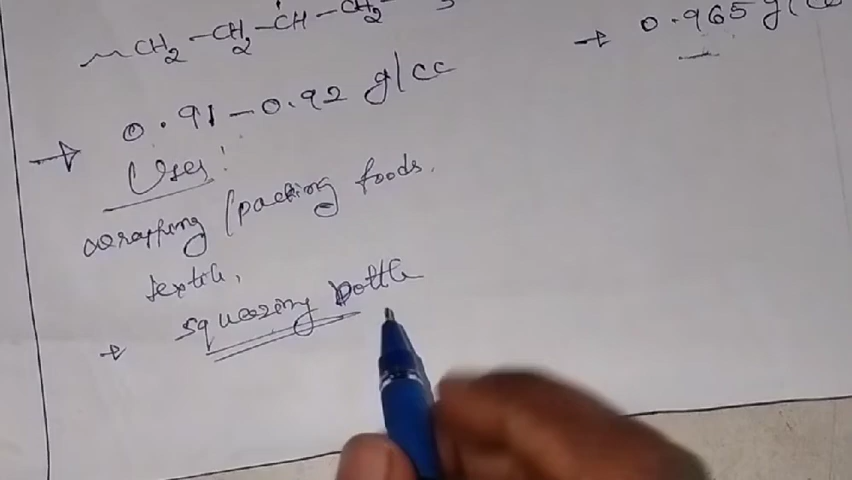 CH2 - CH2 - CH - CH2
→ 0.965 g/cc
→ 0.91 - 0.92 g/cc
Uses:
wrapping/packing foods.
textile,
→ squeezing bottle